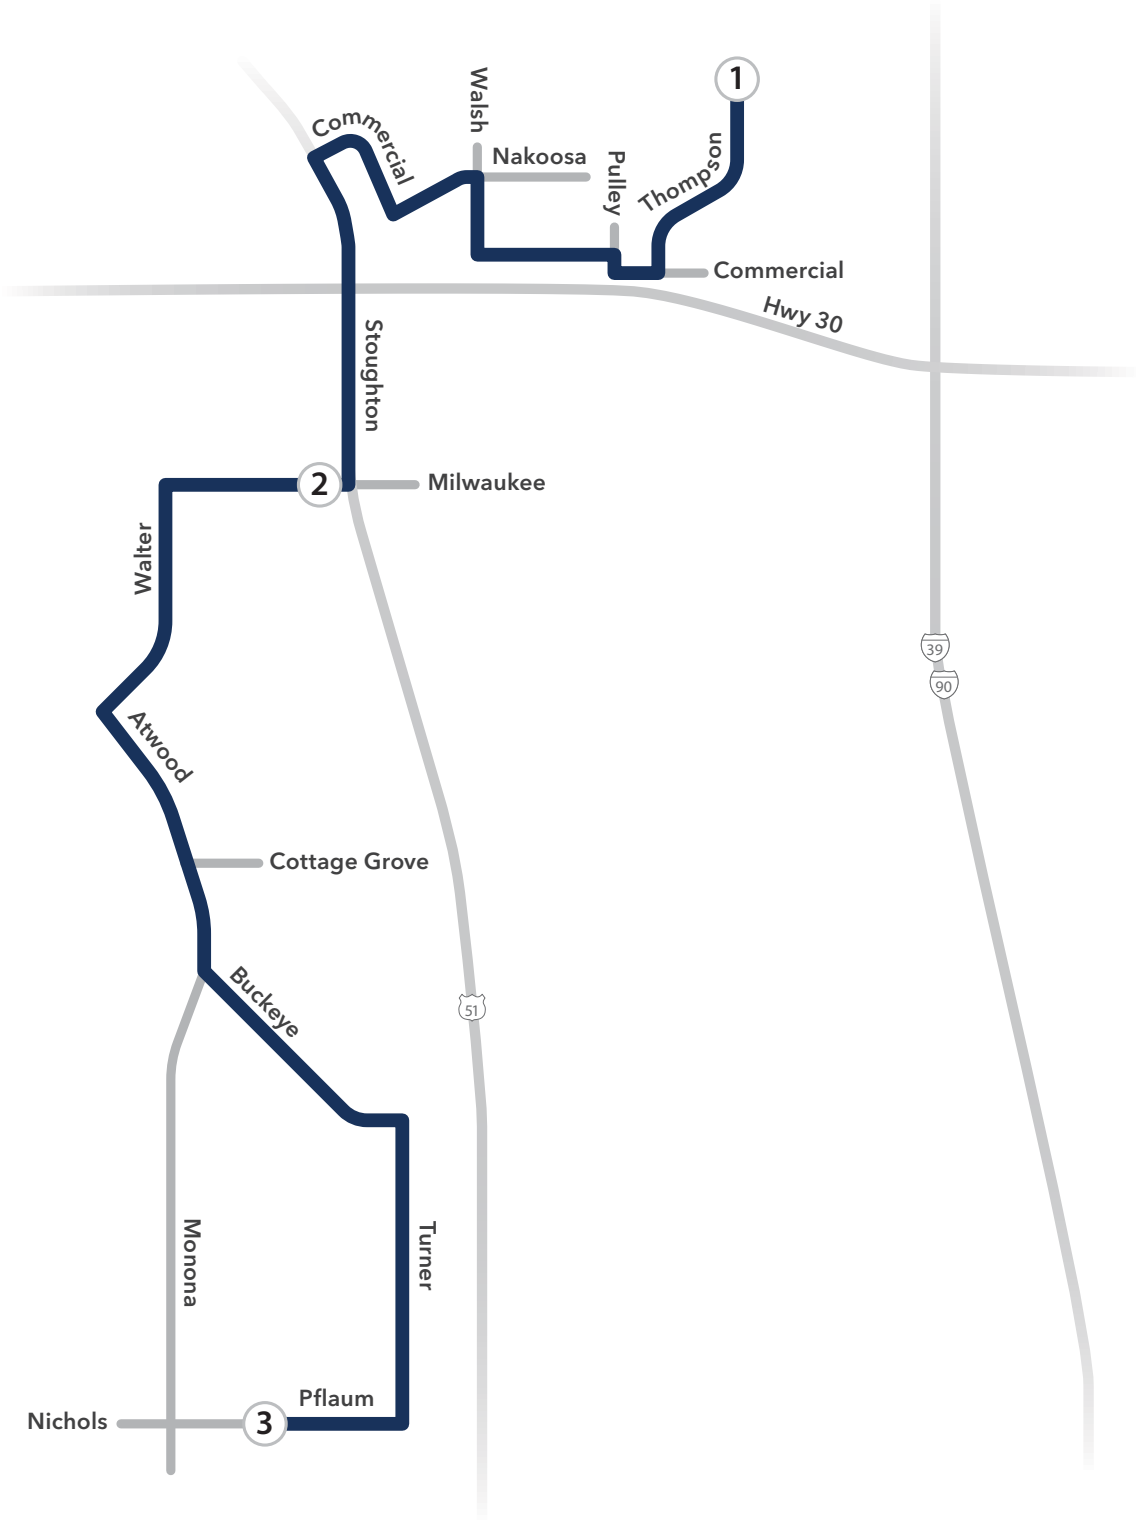 1
Walsh
Commercial
Nakoosa
Pulley
Thompson
Commercial
Hwy 30
Stoughton
2
Milwaukee
Walter
39
90
Atwood
Cottage Grove
Buckeye
51
Monona
Turner
Pflaum
Nichols
3